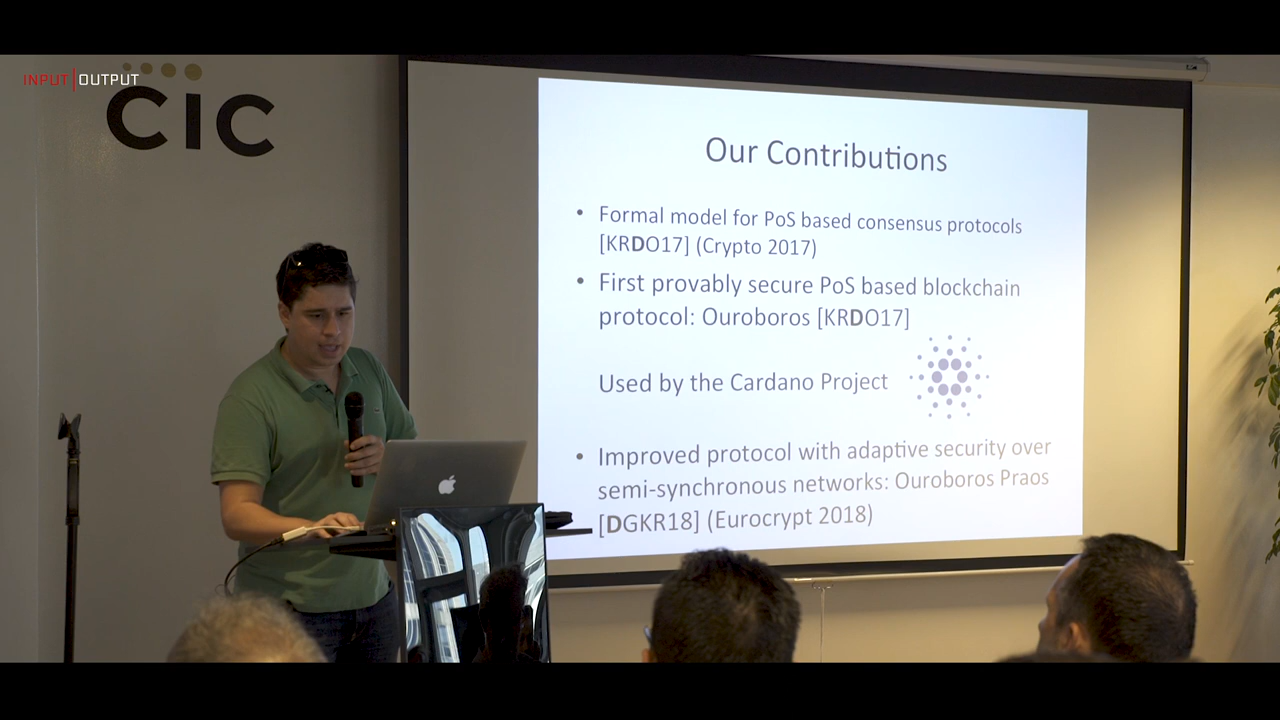 INPUT|OUTPUT
CIC
Our Contributions
• Formal model for PoS based consensus protocols
[KRDO17] (Crypto 2017)
• First provably secure PoS based blockchain
protocol: Ouroboros [KRDO17]
Used by the Cardano Project
• Improved protocol with adaptive security over
semi-synchronous networks: Ouroboros Praos
[DGKR18] (Eurocrypt 2018)